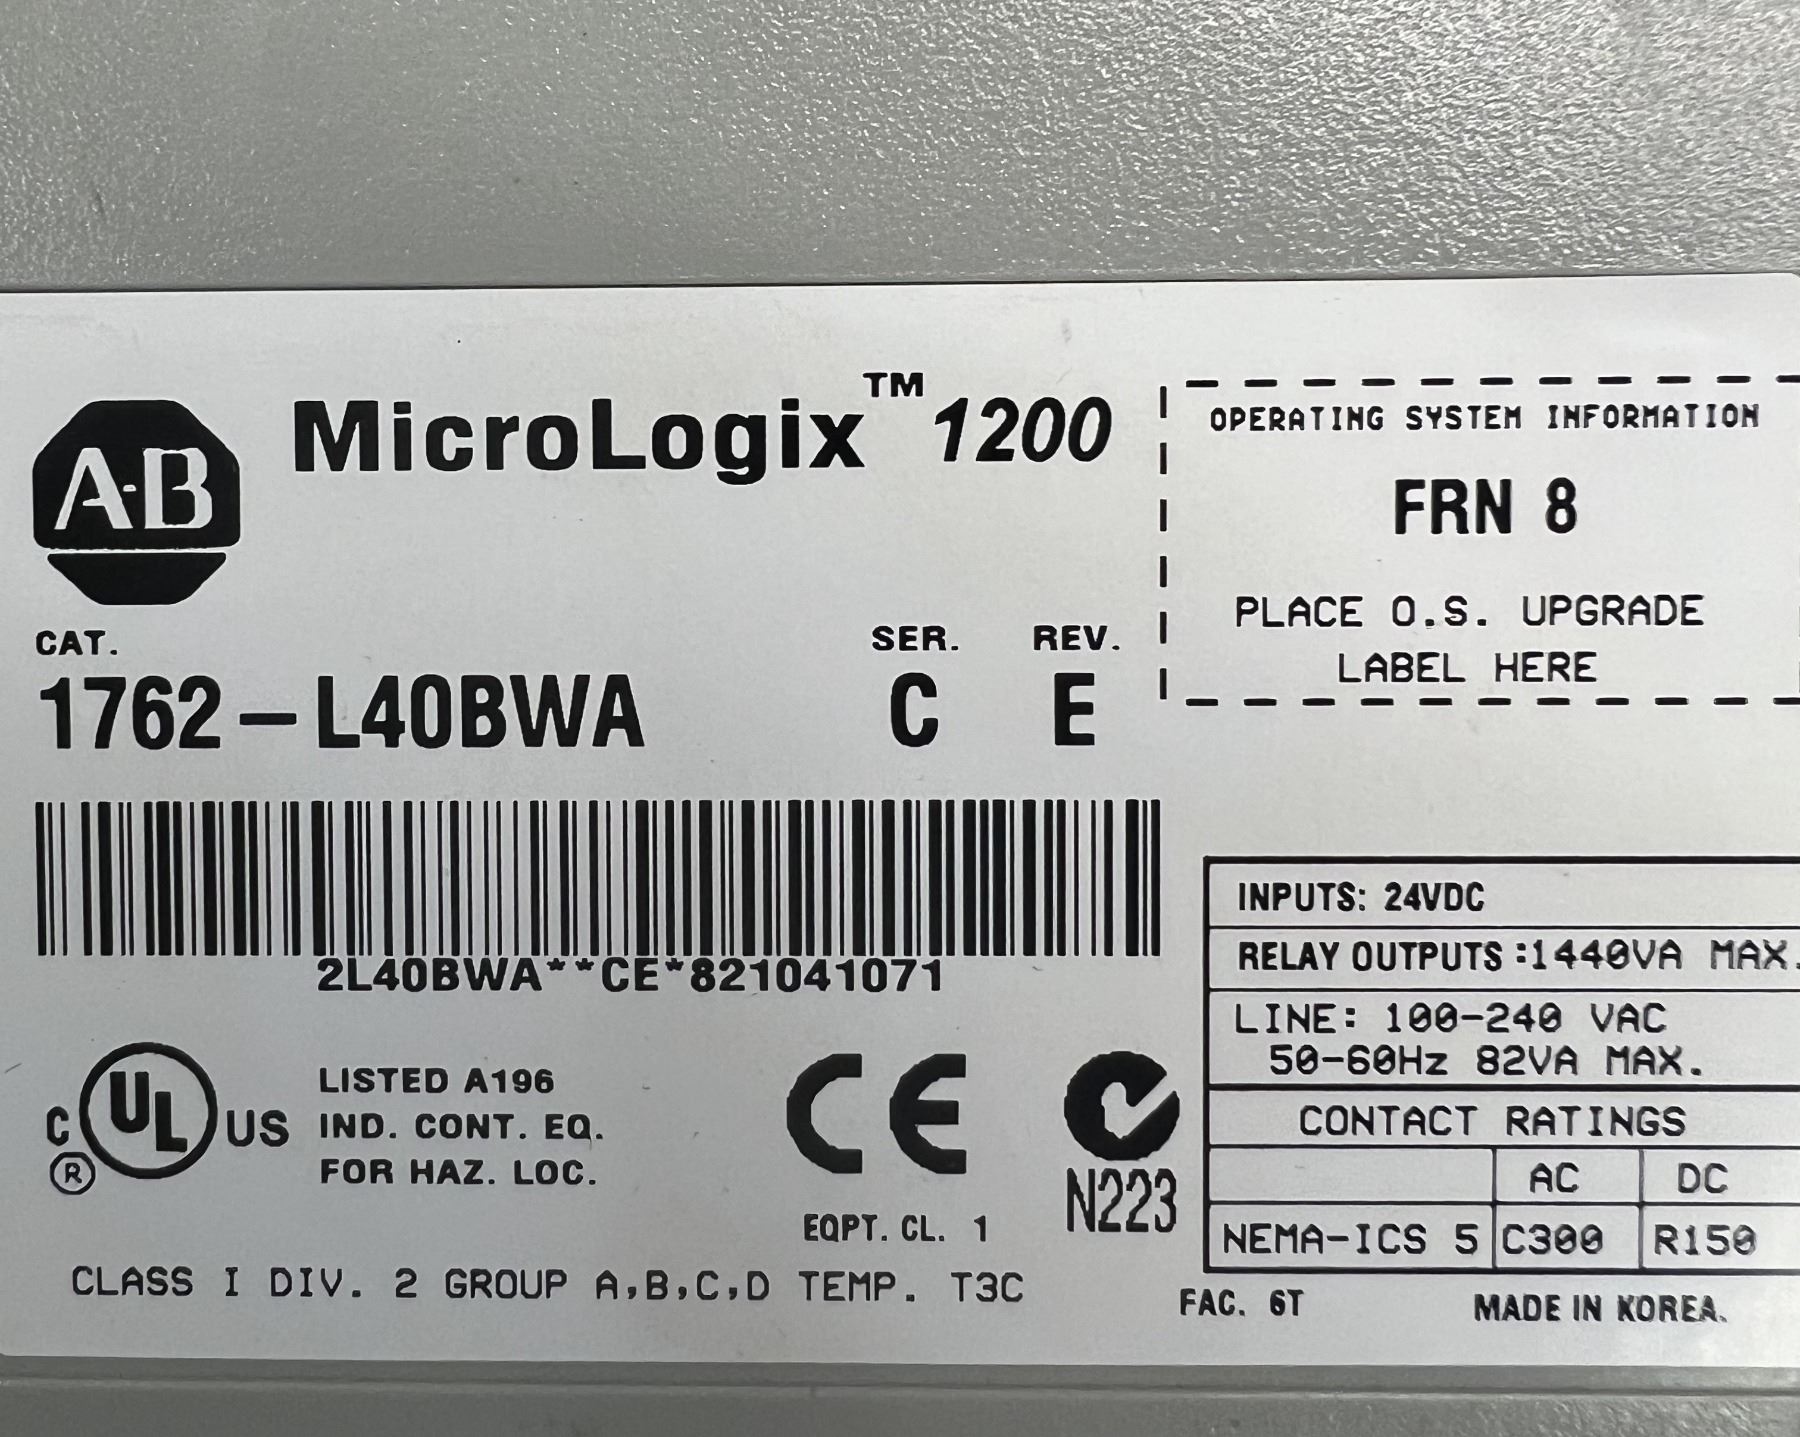 A-B
MicroLogix™ 1200
OPERATING SYSTEM INFORMATION
FRN 8
PLACE O.S. UPGRADE
LABEL HERE
CAT.
SER.
REV.
1762-L40BWA
C
E
2L40BWA**CE*821041071
INPUTS: 24VDC
RELAY OUTPUTS:1440VA MAX.
LINE: 100-240 VAC
50-60Hz 82VA MAX.
CONTACT RATINGS
AC DC
NEMA-ICS 5 C300 R150
C UL US
®
LISTED A196
IND. CONT. EQ.
FOR HAZ. LOC.
CE
EQPT. CL. 1
N223
CLASS I DIV. 2 GROUP A,B,C,D TEMP. T3C
FAC. 6T
MADE IN KOREA.